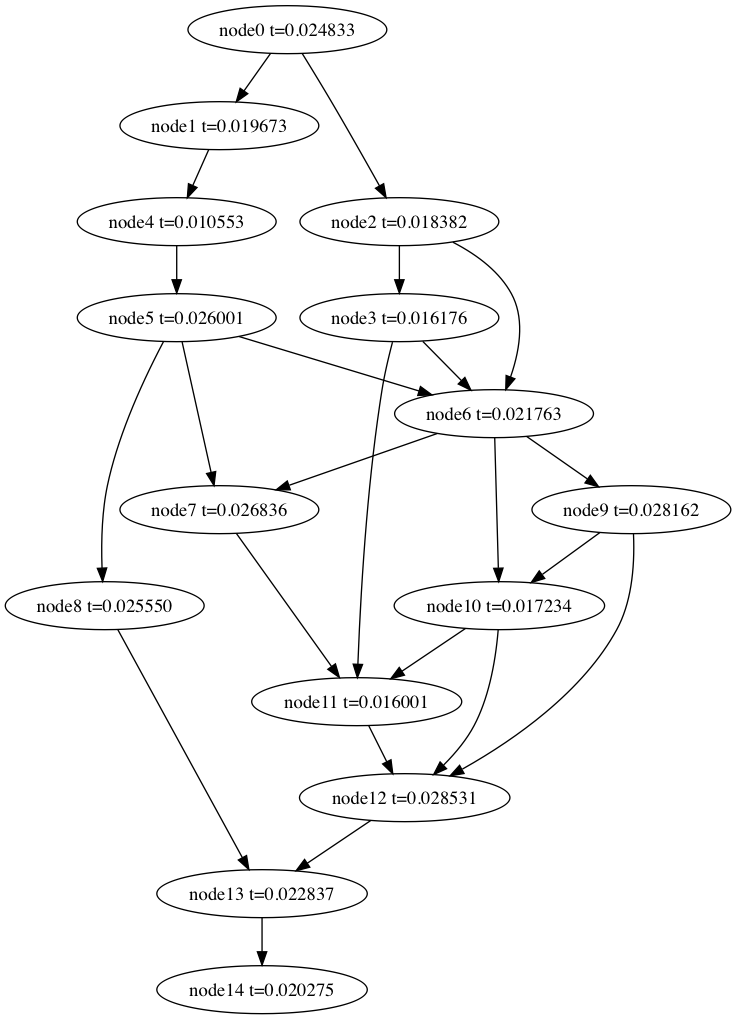 node0 t=0.024833
node1 t=0.019673
node4 t=0.010553
node2 t=0.018382
node5 t=0.026001
node3 t=0.016176
node6 t=0.021763
node7 t=0.026836
node9 t=0.028162
node8 t=0.025550
node10 t=0.017234
node11 t=0.016001
node12 t=0.028531
node13 t=0.022837
node14 t=0.020275